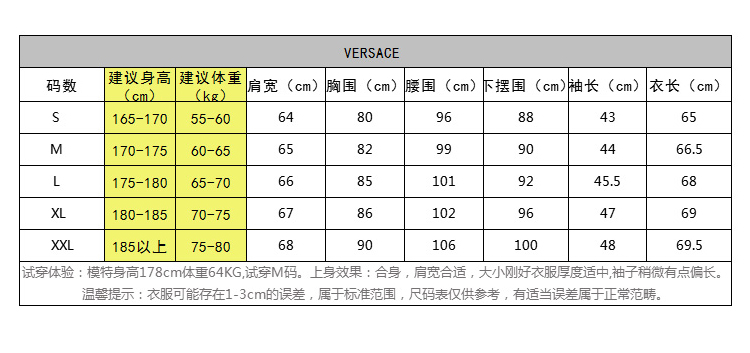 VERSACE
码数 建议身高（cm） 建议体重（kg） 肩宽（cm） 胸围（cm） 腰围（cm） 下摆围（cm） 袖长（cm） 衣长（cm）
S 165-170 55-60 64 80 96 88 43 65
M 170-175 60-65 65 82 99 90 44 66.5
L 175-180 65-70 66 85 101 92 45.5 68
XL 180-185 70-75 67 86 102 96 47 69
XXL 185以上 75-80 68 90 106 100 48 69.5
试穿体验：模特身高178cm体重64KG,试穿M码。上身效果：合身，肩宽合适，大小刚好衣服厚度适中,袖子稍微有点偏长。
温馨提示：衣服可能存在1-3cm的误差，属于标准范围，尺码表仅供参考，有适当误差属于正常范畴。